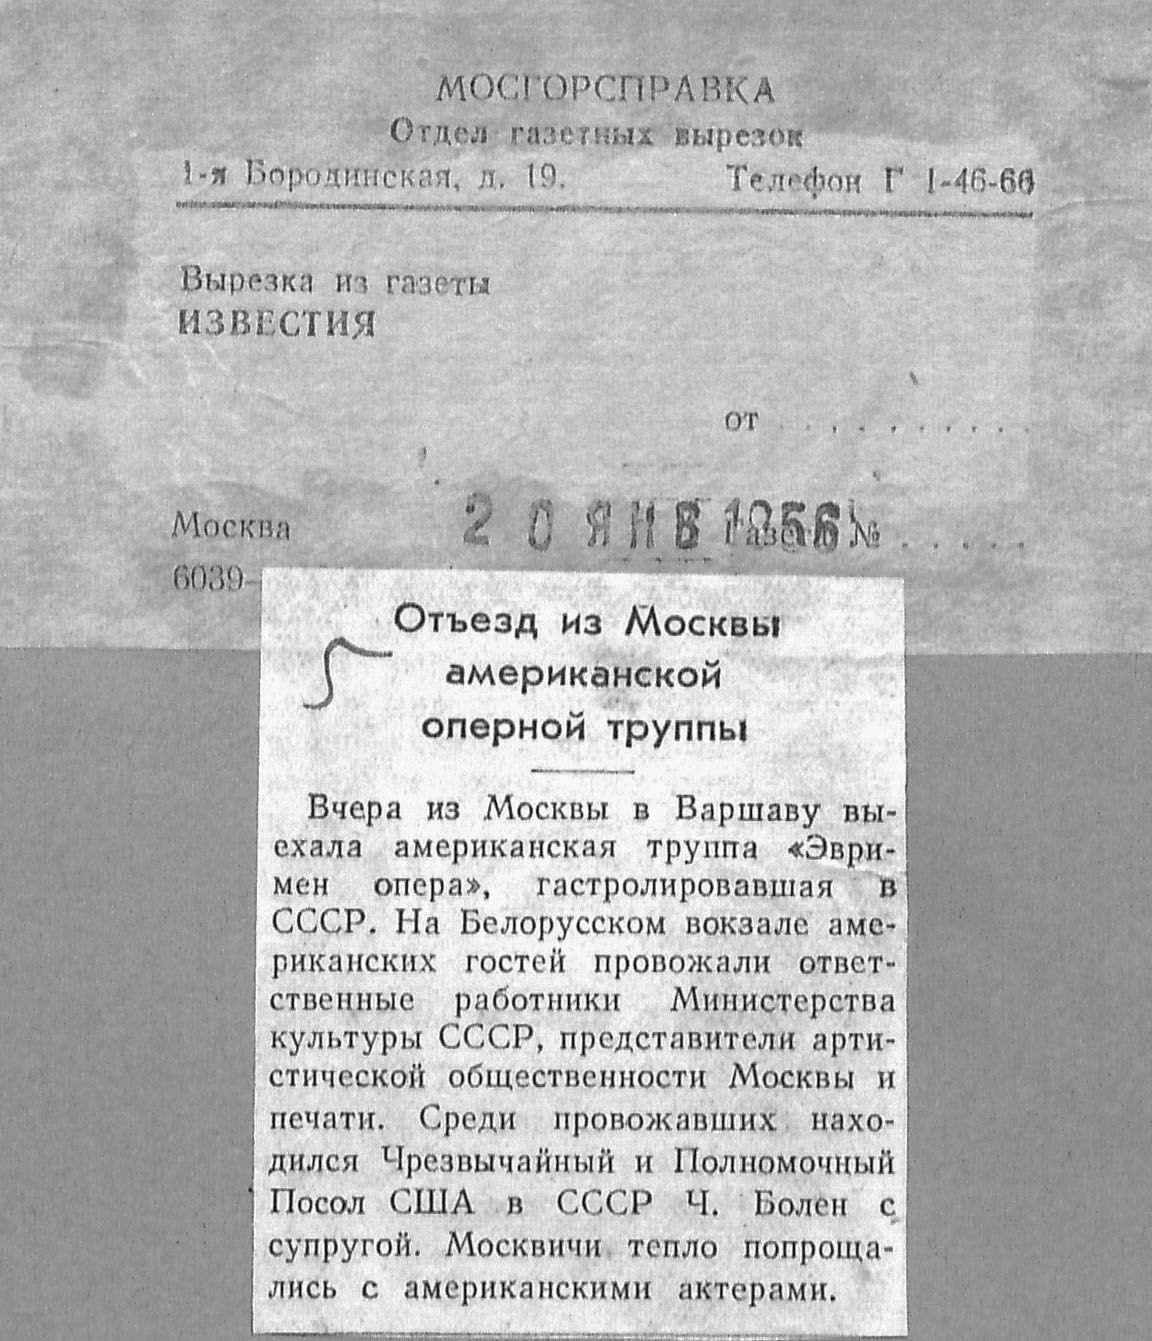 МОСГОРСПРАВКА
Отдел газетных вырезок
1-я Бородинская, д. 19. Телефон Г 1-46-66
Вырезка из газеты
ИЗВЕСТИЯ
от . . . . . . . . . .
Москва 20 ЯНВ 1956 Газета № . . . . .
6039-
Отъезд из Москвы
американской
оперной труппы
Вчера из Москвы в Варшаву вы-
ехала американская труппа «Эври-
мен опера», гастролировавшая в
СССР. На Белорусском вокзале аме-
риканских гостей провожали ответ-
ственные работники Министерства
культуры СССР, представители арти-
стической общественности Москвы и
печати. Среди провожавших нахо-
дился Чрезвычайный и Полномочный
Посол США в СССР Ч. Болен с
супругой. Москвичи тепло попроща-
лись с американскими актерами.